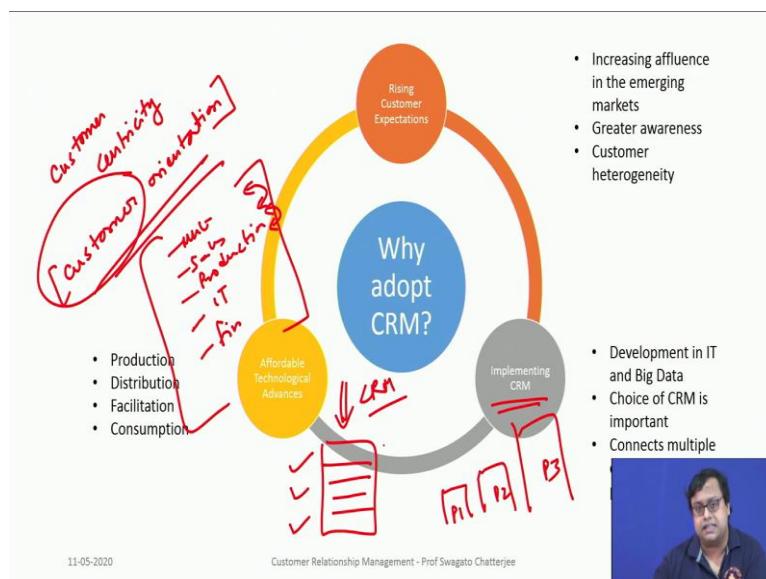 Rising
Customer
Expectations
• Increasing affluence
in the emerging
markets
• Greater awareness
• Customer
heterogeneity
Customer
centricity
[Customer orientation]
Why
adopt
CRM?
- Sales
- Production
- IT
- Fin
Affordable
Technological
Advances
• Production
• Distribution
• Facilitation
• Consumption
Implementing
CRM
• Development in IT
and Big Data
• Choice of CRM is
important
• Connects multiple
CRM
P1 P2 P3
11-05-2020
Customer Relationship Management - Prof Swagato Chatterjee